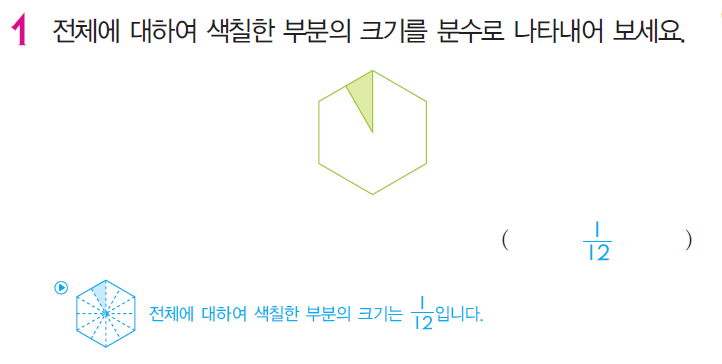 1 전체에 대하여 색칠한 부분의 크기를 분수로 나타내어 보세요.
( 1/12 )
전체에 대하여 색칠한 부분의 크기는 1/12입니다.